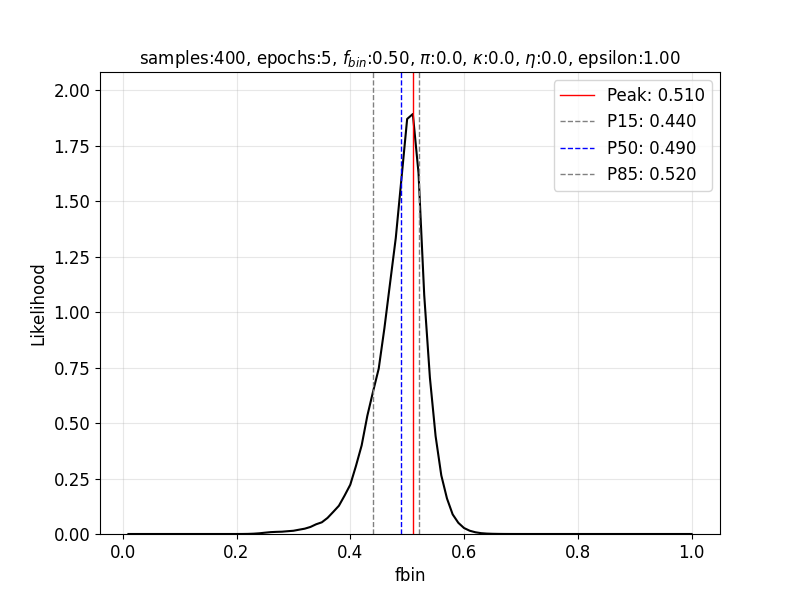 samples:400, epochs:5, f_bin:0.50, π:0.0, κ:0.0, η:0.0, epsilon:1.00
Peak: 0.510
P15: 0.440
P50: 0.490
P85: 0.520
2.00
1.75
1.50
1.25
1.00
0.75
0.50
0.25
0.00
Likelihood
0.0 0.2 0.4 0.6 0.8 1.0
fbin